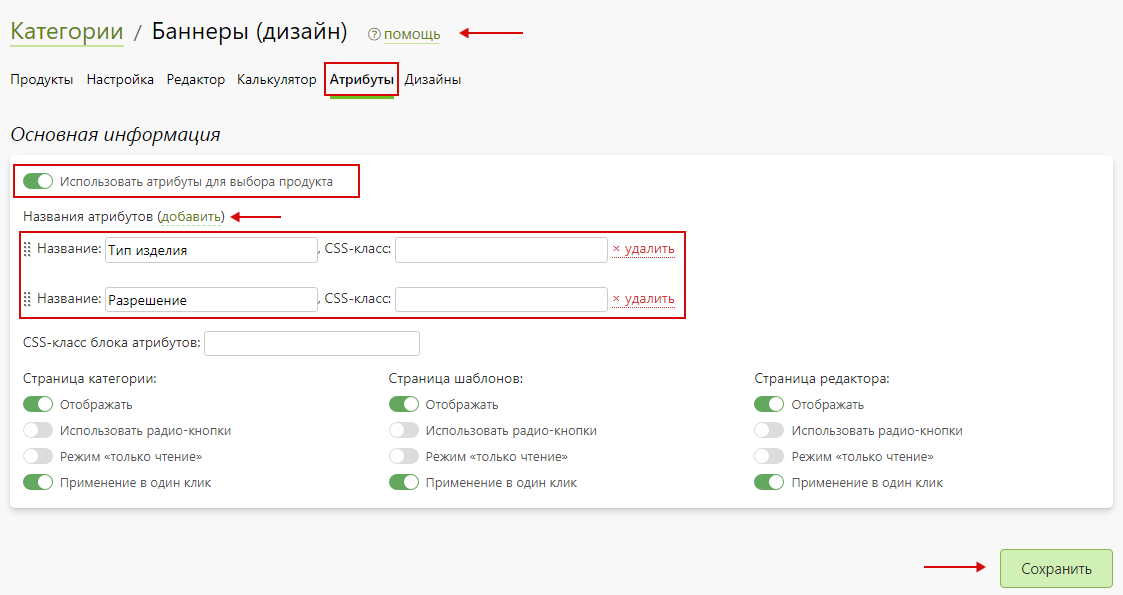 Категории / Баннеры (дизайн) ? помощь
Продукты Настройка Редактор Калькулятор Атрибуты Дизайны
Основная информация
Использовать атрибуты для выбора продукта
Названия атрибутов (добавить)
Название: Тип изделия , CSS-класс: × удалить
Название: Разрешение , CSS-класс: × удалить
CSS-класс блока атрибутов:
Страница категории: Страница шаблонов: Страница редактора:
Отображать Отображать Отображать
Использовать радио-кнопки Использовать радио-кнопки Использовать радио-кнопки
Режим «только чтение» Режим «только чтение» Режим «только чтение»
Применение в один клик Применение в один клик Применение в один клик
Сохранить